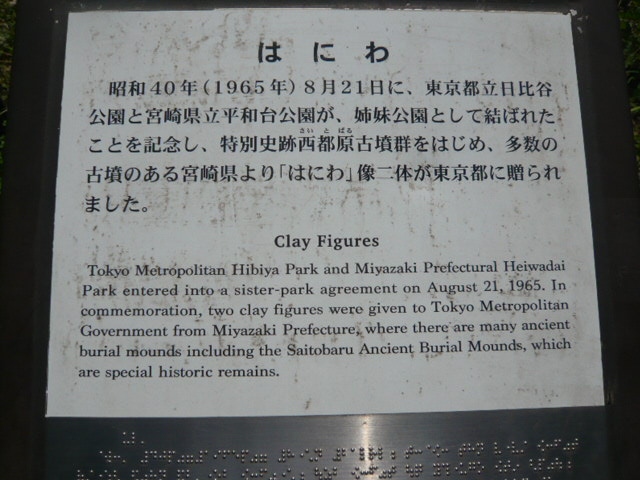 はにわ
昭和40年(1965年)8月21日に、東京都立日比谷
公園と宮崎県立平和台公園が、姉妹公園として結ばれた
ことを記念し、特別史跡西都原古墳群をはじめ、多数の
さいとばる
古墳のある宮崎県より「はにわ」像二体が東京都に贈られ
ました。
Clay Figures
Tokyo Metropolitan Hibiya Park and Miyazaki Prefectural Heiwadai
Park entered into a sister-park agreement on August 21, 1965. In
commemoration, two clay figures were given to Tokyo Metropolitan
Government from Miyazaki Prefecture, where there are many ancient
burial mounds including the Saitobaru Ancient Burial Mounds, which
are special historic remains.